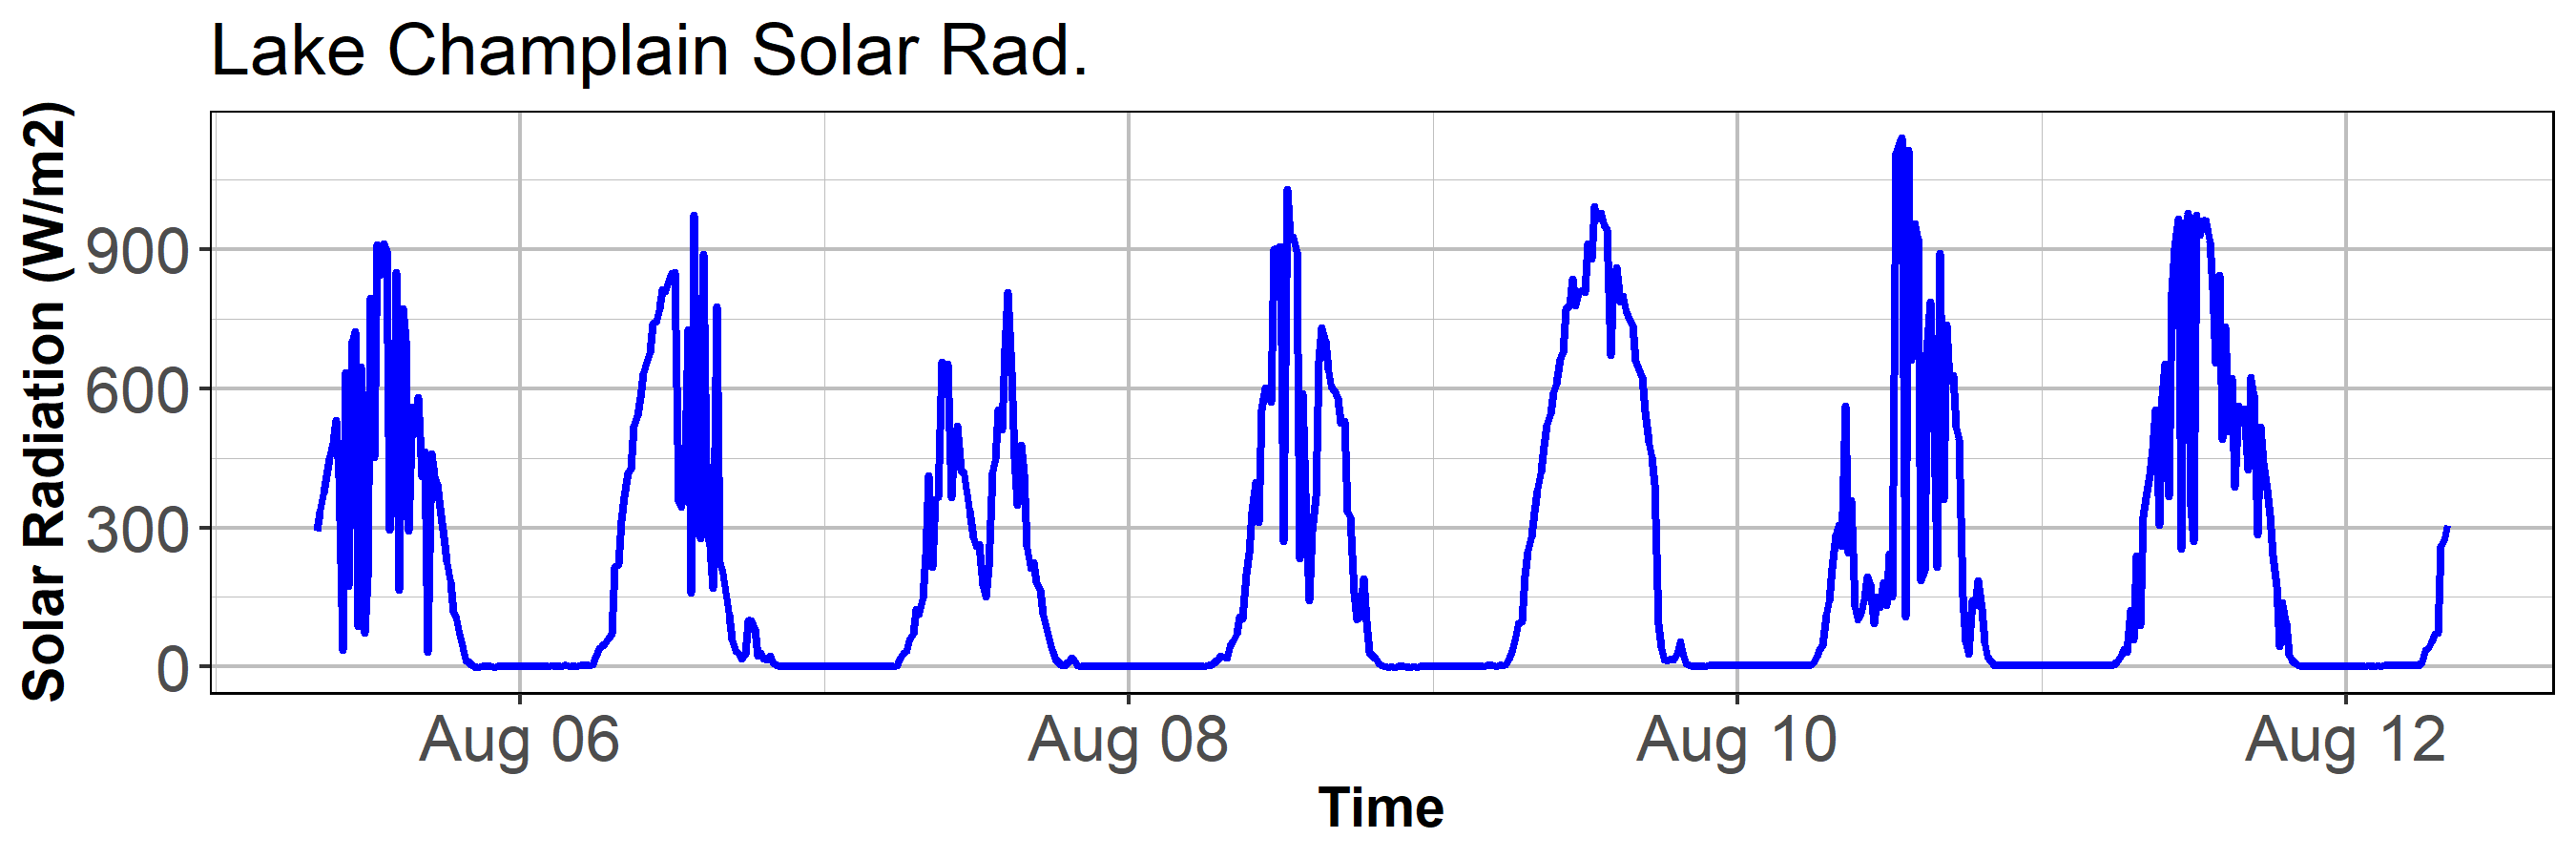 Lake Champlain Solar Rad.
Solar Radiation (W/m2)
900
600
300
0
Aug 06 Aug 08 Aug 10 Aug 12
Time